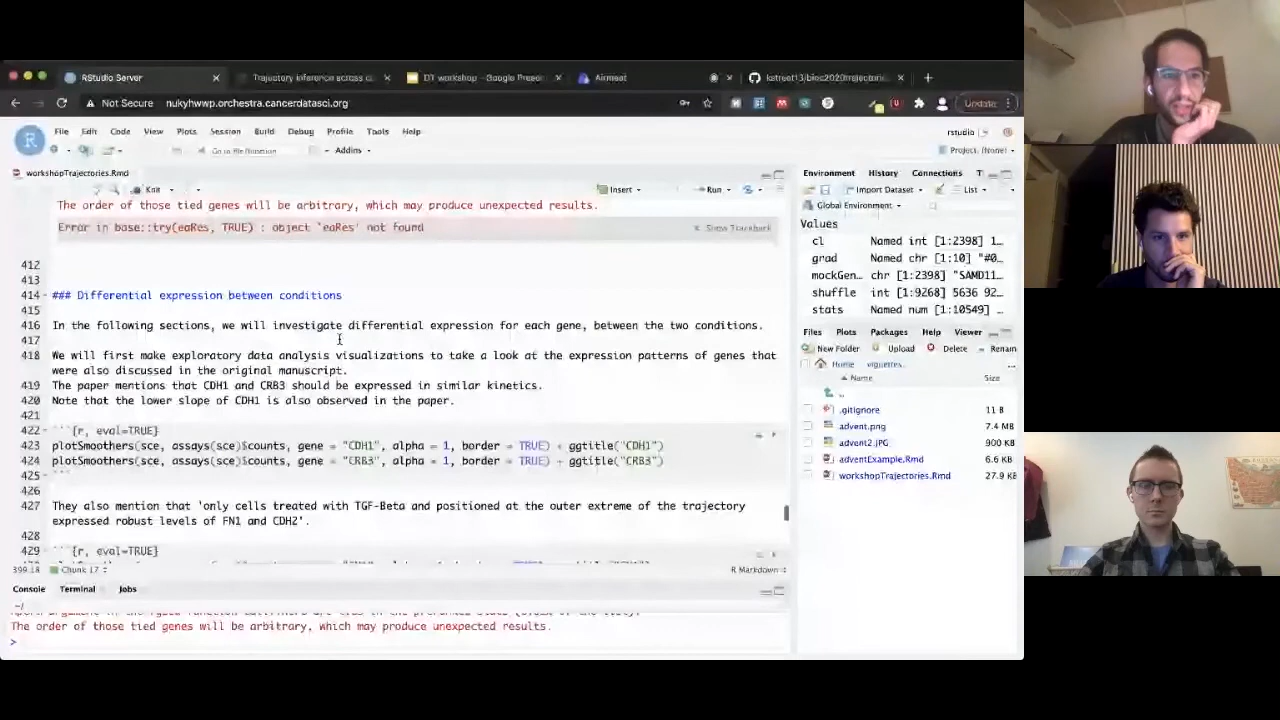 RStudio Server
Trajectory inference across c
DT workshop – Google Presen
Airmeet
kstreet13/bioc2020trajectorie
Not Secure
nukyhwwp.orchestra.cancerdatasci.org
Update
File Edit Code View Plots Session Build Debug Profile Tools Help
rstudio
Go to file/function
Addins
Project: (None)
workshopTrajectories.Rmd
Knit
Insert
Run
The order of those tied genes will be arbitrary, which may produce unexpected results.
Error in base::try(eaRes, TRUE) : object 'eaRes' not found
Show Traceback
412
413
414 ### Differential expression between conditions
415
416 In the following sections, we will investigate differential expression for each gene, between the two conditions.
417
418 We will first make exploratory data analysis visualizations to take a look at the expression patterns of genes that
were also discussed in the original manuscript.
419 The paper mentions that CDH1 and CRB3 should be expressed in similar kinetics.
420 Note that the lower slope of CDH1 is also observed in the paper.
421
422 ```{r, eval=TRUE}
423 plotSmoothers(sce, assays(sce)$counts, gene = "CDH1", alpha = 1, border = TRUE) + ggtitle("CDH1")
424 plotSmoothers(sce, assays(sce)$counts, gene = "CRB3", alpha = 1, border = TRUE) + ggtitle("CRB3")
425 ```
426
427 They also mention that 'only cells treated with TGF-Beta and positioned at the outer extreme of the trajectory
expressed robust levels of FN1 and CDH2'.
428
429 ```{r, eval=TRUE}
399:18
Chunk 17
R Markdown
Console Terminal Jobs
~/
The order of those tied genes will be arbitrary, which may produce unexpected results.
>
Environment History Connections T
Import Dataset
List
Global Environment
Values
cl Named int [1:2398] 1…
grad Named chr [1:10] "#0…
mockGen… chr [1:2398] "SAMD11…
shuffle int [1:9268] 5636 92…
stats Named num [1:10549] …
Files Plots Packages Help Viewer
New Folder Upload Delete Renam
Home vignettes
Name Size
..
.gitignore 11 B
advent.png 7.4 MB
advent2.JPG 900 KB
adventExample.Rmd 6.6 KB
workshopTrajectories.Rmd 27.9 K